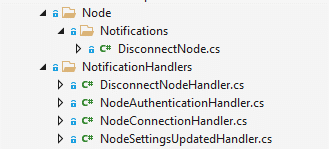 Node
Notifications
C# DisconnectNode.cs
NotificationHandlers
C# DisconnectNodeHandler.cs
C# NodeAuthenticationHandler.cs
C# NodeConnectionHandler.cs
C# NodeSettingsUpdatedHandler.cs